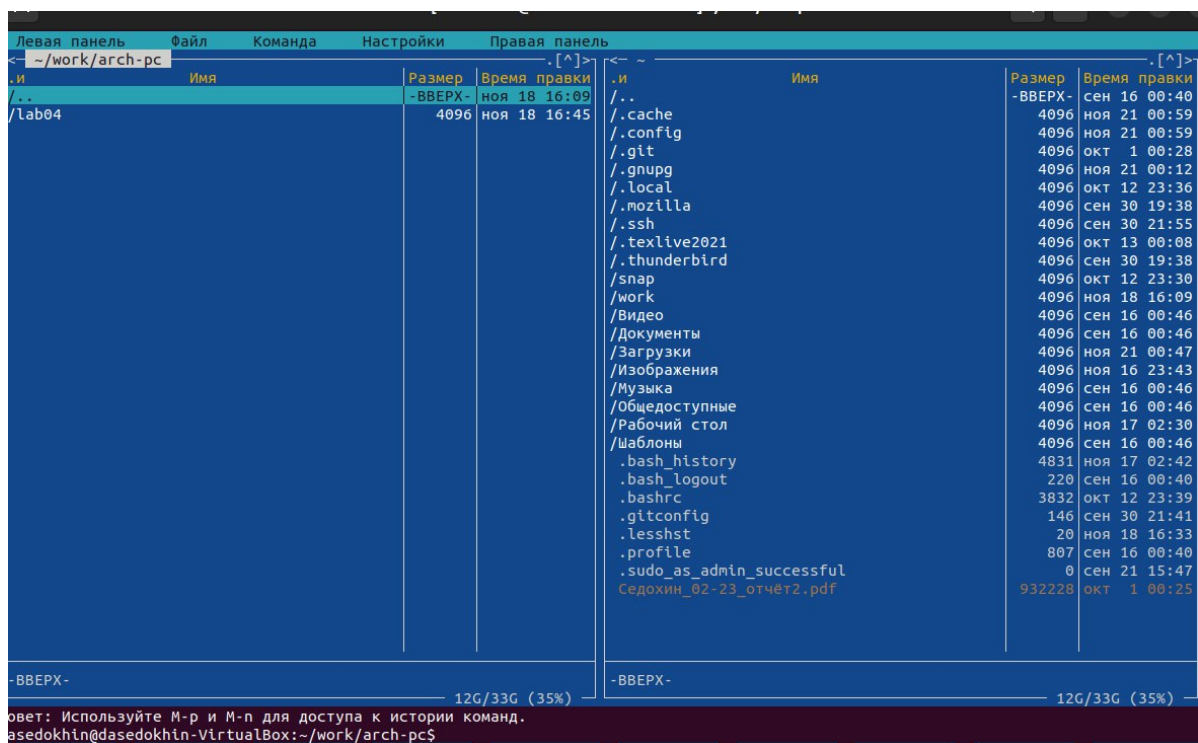 Левая панель Файл Команда Настройки Правая панель
<─ ~/work/arch-pc ─.[^]>
.и Имя Размер Время правки
/.. -ВВЕРХ- ноя 18 16:09
/lab04 4096 ноя 18 16:45
-ВВЕРХ-
12G/33G (35%)
<─ ~ ─.[^]>
.и Имя Размер Время правки
/.. -ВВЕРХ- сен 16 00:40
/.cache 4096 ноя 21 00:59
/.config 4096 ноя 21 00:59
/.git 4096 окт 1 00:28
/.gnupg 4096 ноя 21 00:12
/.local 4096 окт 12 23:36
/.mozilla 4096 сен 30 19:38
/.ssh 4096 сен 30 21:55
/.texlive2021 4096 окт 13 00:08
/.thunderbird 4096 сен 30 19:38
/snap 4096 окт 12 23:30
/work 4096 ноя 18 16:09
/Видео 4096 сен 16 00:46
/Документы 4096 сен 16 00:46
/Загрузки 4096 ноя 21 00:47
/Изображения 4096 ноя 16 23:43
/Музыка 4096 сен 16 00:46
/Общедоступные 4096 сен 16 00:46
/Рабочий стол 4096 ноя 17 02:30
/Шаблоны 4096 сен 16 00:46
.bash_history 4831 ноя 17 02:42
.bash_logout 220 сен 16 00:40
.bashrc 3832 окт 12 23:39
.gitconfig 146 сен 30 21:41
.lesshst 20 ноя 18 16:33
.profile 807 сен 16 00:40
.sudo_as_admin_successful 0 сен 21 15:47
Седохин_02-23_отчёт2.pdf 932228 окт 1 00:25
-ВВЕРХ-
12G/33G (35%)
овет: Используйте M-p и M-n для доступа к истории команд.
asedokhin@dasedokhin-VirtualBox:~/work/arch-pc$